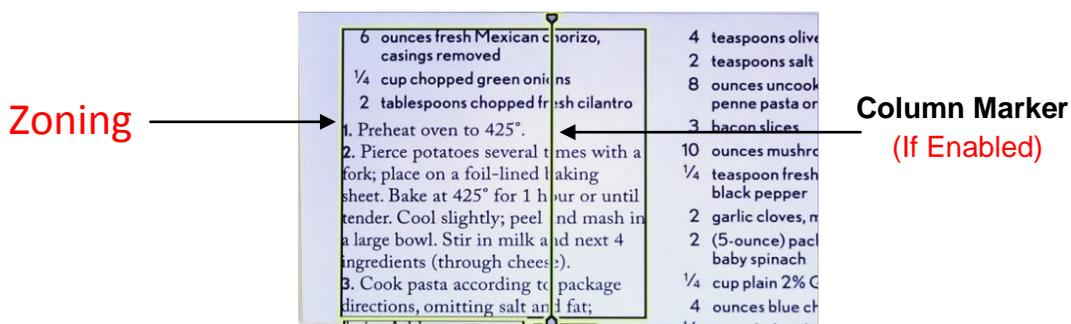 Zoning
6 ounces fresh Mexican chorizo,
casings removed
¼ cup chopped green onions
2 tablespoons chopped fresh cilantro
1. Preheat oven to 425°.
2. Pierce potatoes several times with a
fork; place on a foil-lined baking
sheet. Bake at 425° for 1 hour or until
tender. Cool slightly; peel and mash in
a large bowl. Stir in milk and next 4
ingredients (through cheese).
3. Cook pasta according to package
directions, omitting salt and fat;
4 teaspoons olive
2 teaspoons salt
8 ounces uncook
penne pasta or
3 bacon slices
10 ounces mushro
¼ teaspoon fresh
black pepper
2 garlic cloves, m
2 (5-ounce) pack
baby spinach
¼ cup plain 2% G
4 ounces blue ch
Column Marker
(If Enabled)